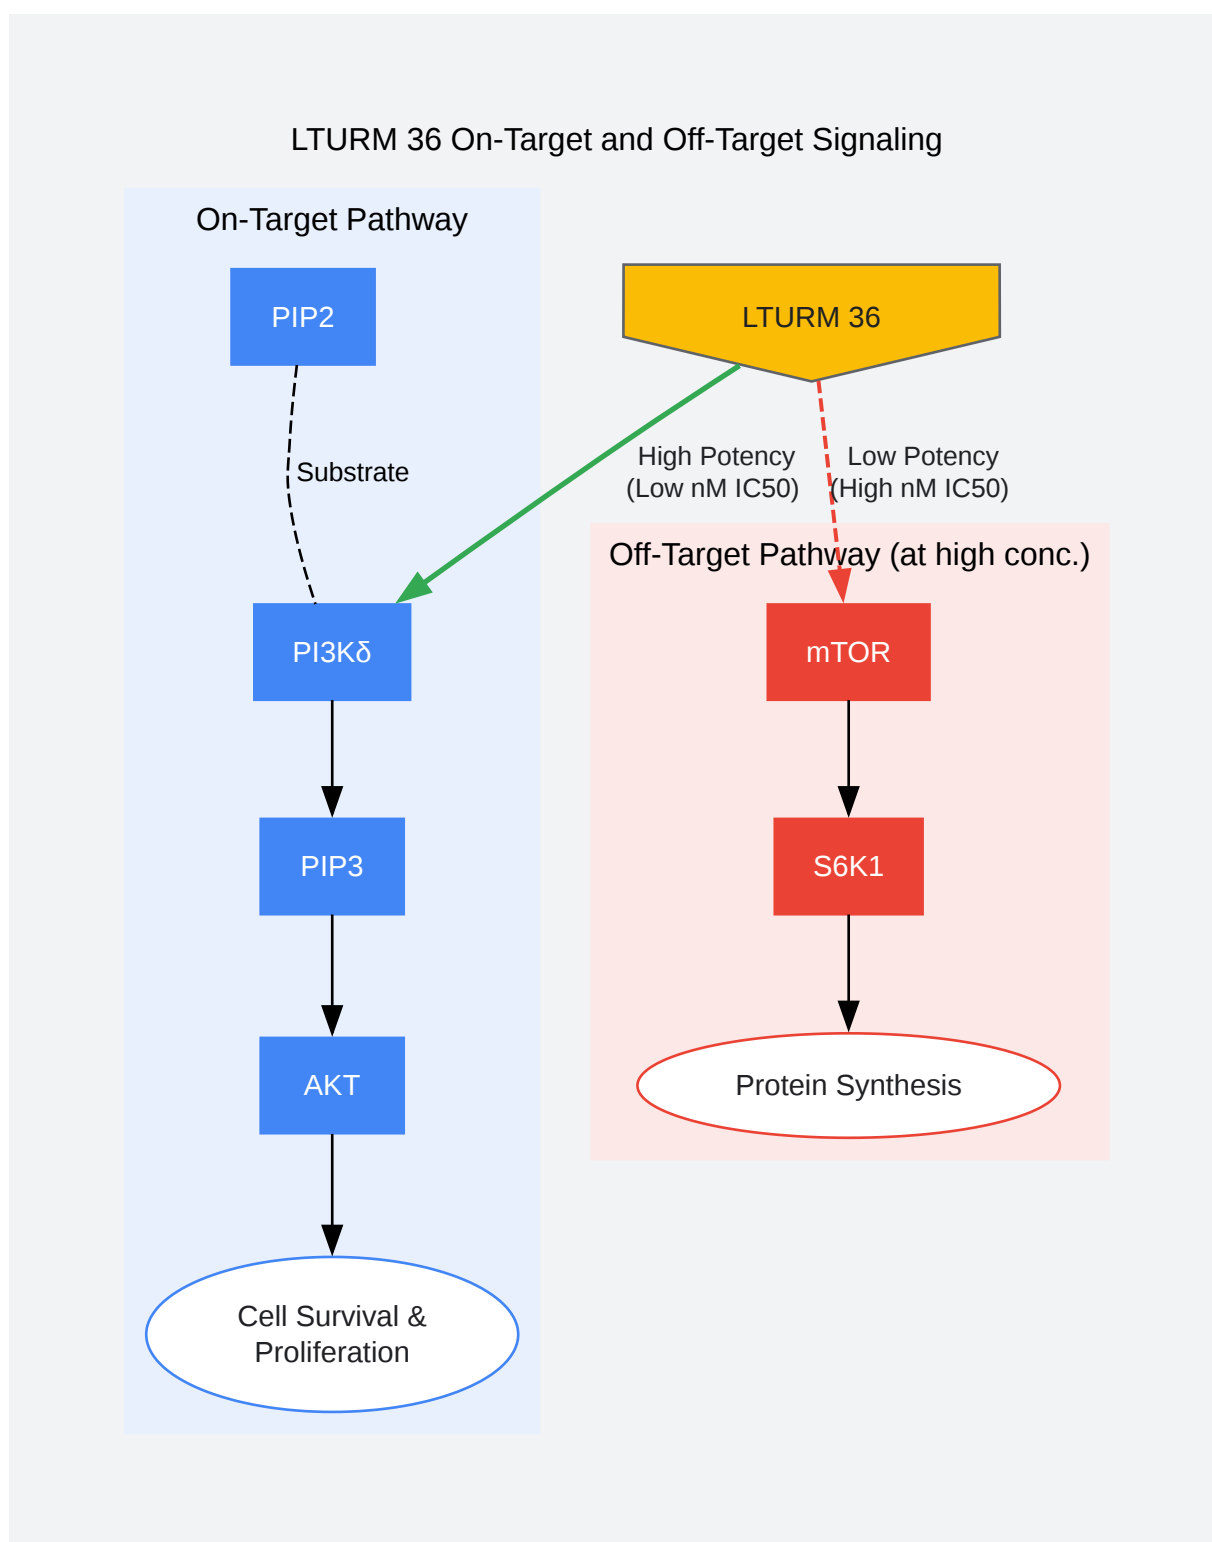 LTURM 36 On-Target and Off-Target Signaling
On-Target Pathway
PIP2
LTURM 36
Substrate
High Potency
(Low nM IC50)
Low Potency
(High nM IC50)
Off-Target Pathway (at high conc.)
PI3Kδ
mTOR
PIP3
S6K1
AKT
Protein Synthesis
Cell Survival &
Proliferation